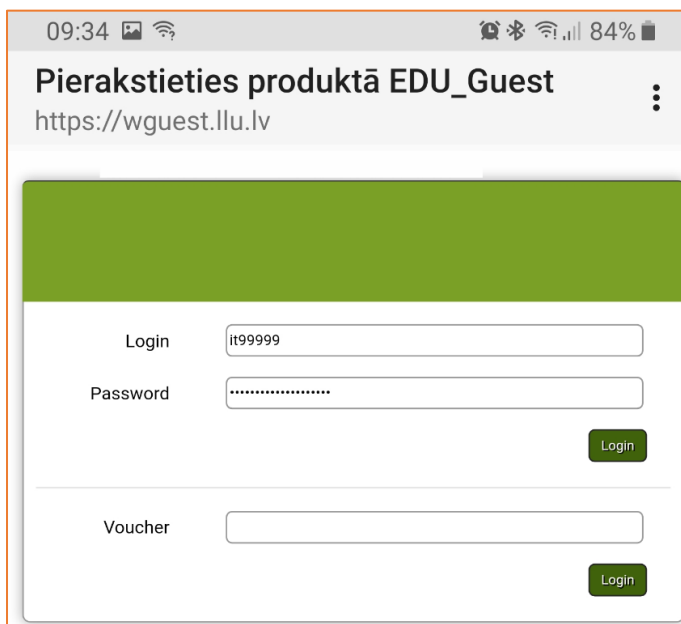 09:34 84%
Pierakstieties produktā EDU_Guest
https://wguest.llu.lv
Login it99999
Password ••••••••••••••••••••
Login
Voucher
Login